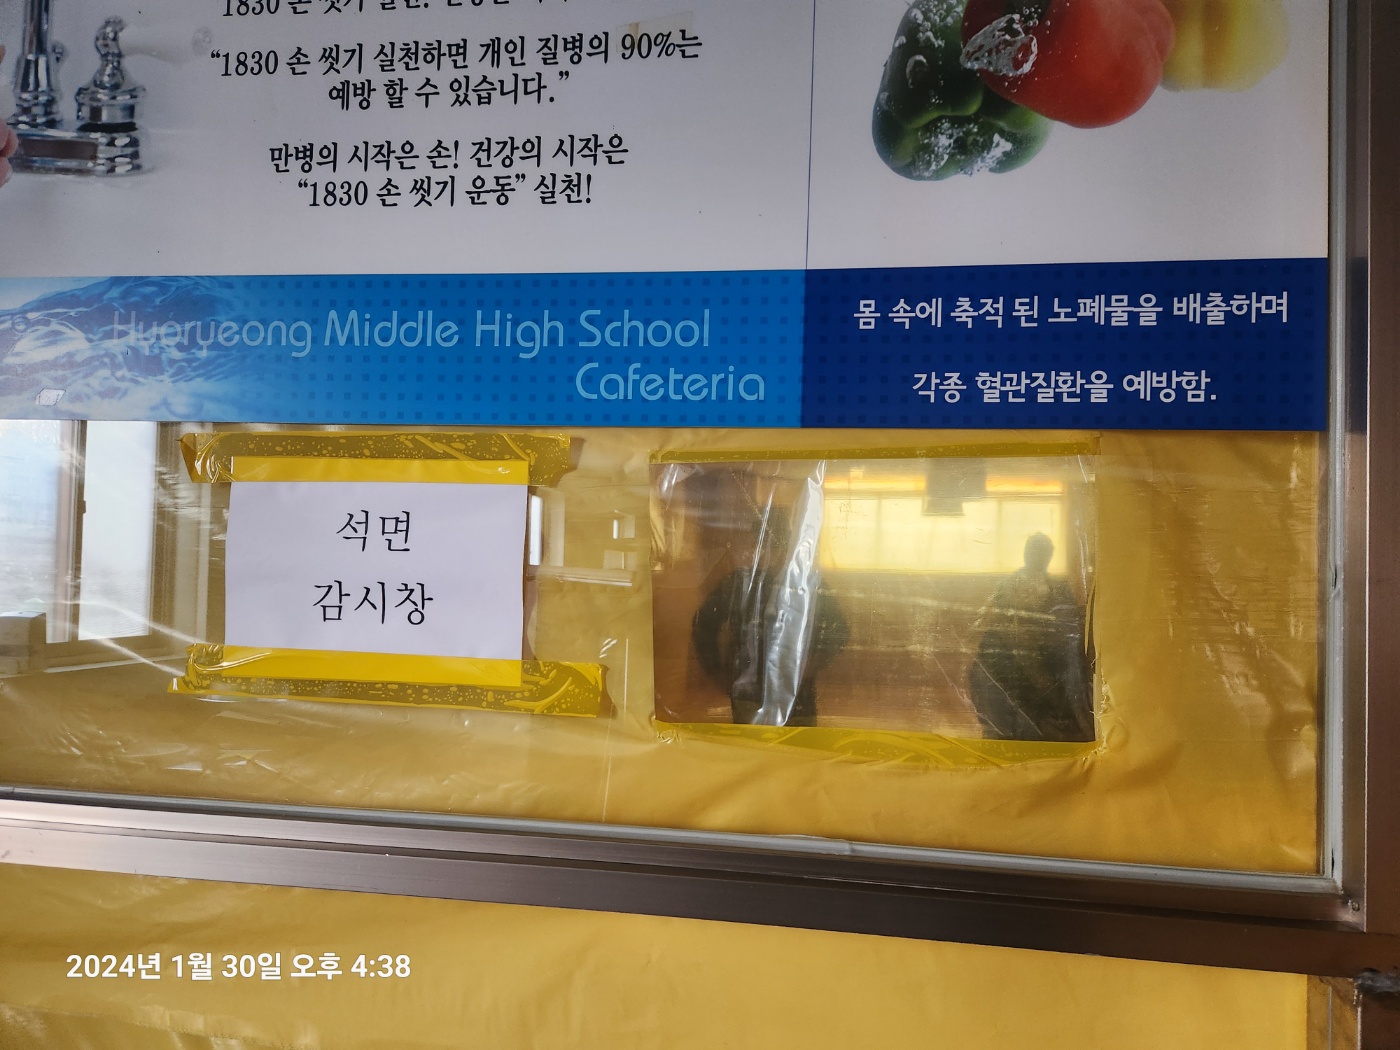 “1830 손 씻기 실천하면 개인 질병의 90%는
예방 할 수 있습니다.”
만병의 시작은 손! 건강의 시작은
“1830 손 씻기 운동” 실천!
Middle High School
Cafeteria
몸 속에 축적 된 노폐물을 배출하며
각종 혈관질환을 예방함.
석면
감시창
2024년 1월 30일 오후 4:38